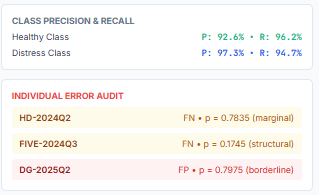 CLASS PRECISION & RECALL
Healthy Class P: 92.6% • R: 96.2%
Distress Class P: 97.3% • R: 94.7%
INDIVIDUAL ERROR AUDIT
HD-2024Q2 FN • p = 0.7835 (marginal)
FIVE-2024Q3 FN • p = 0.1745 (structural)
DG-2025Q2 FP • p = 0.7975 (borderline)